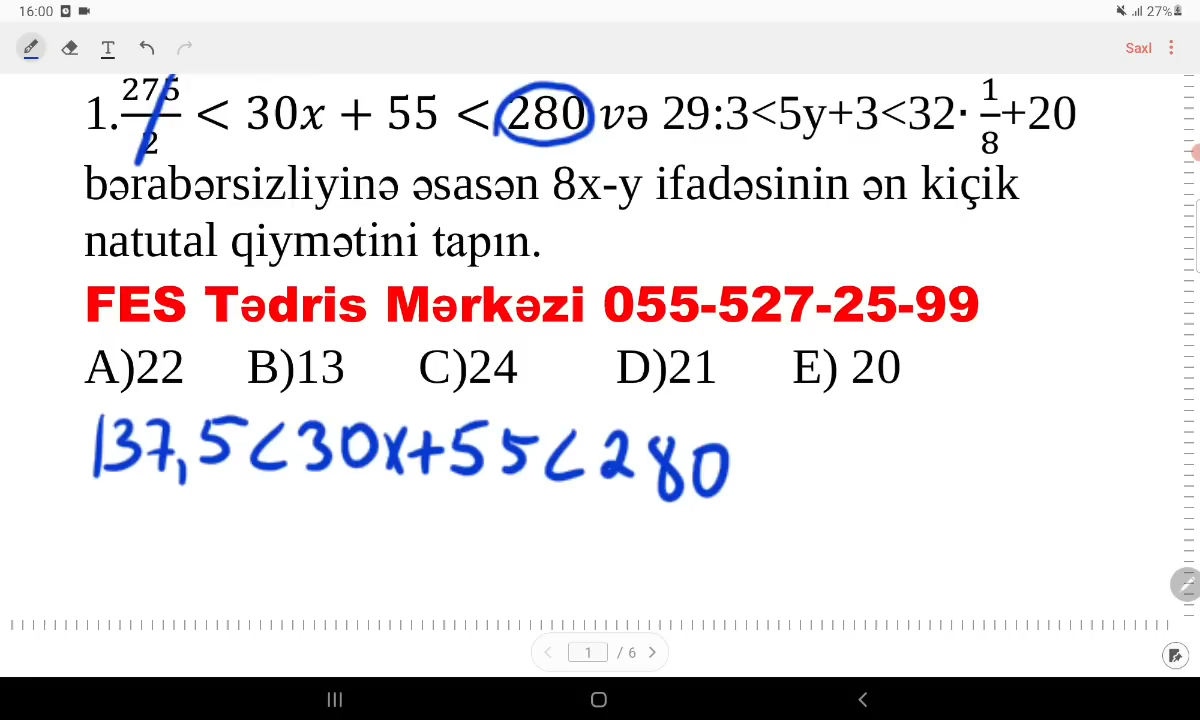 16:00 27%
T Saxl
1. 275/2 < 30x + 55 < 280 və 29:3<5y+3<32· 1/8 +20
bərabərsizliyinə əsasən 8x-y ifadəsinin ən kiçik
natutal qiymətini tapın.
FES Tədris Mərkəzi 055-527-25-99
A)22 B)13 C)24 D)21 E) 20
137,5<30x+55<280
1 / 6